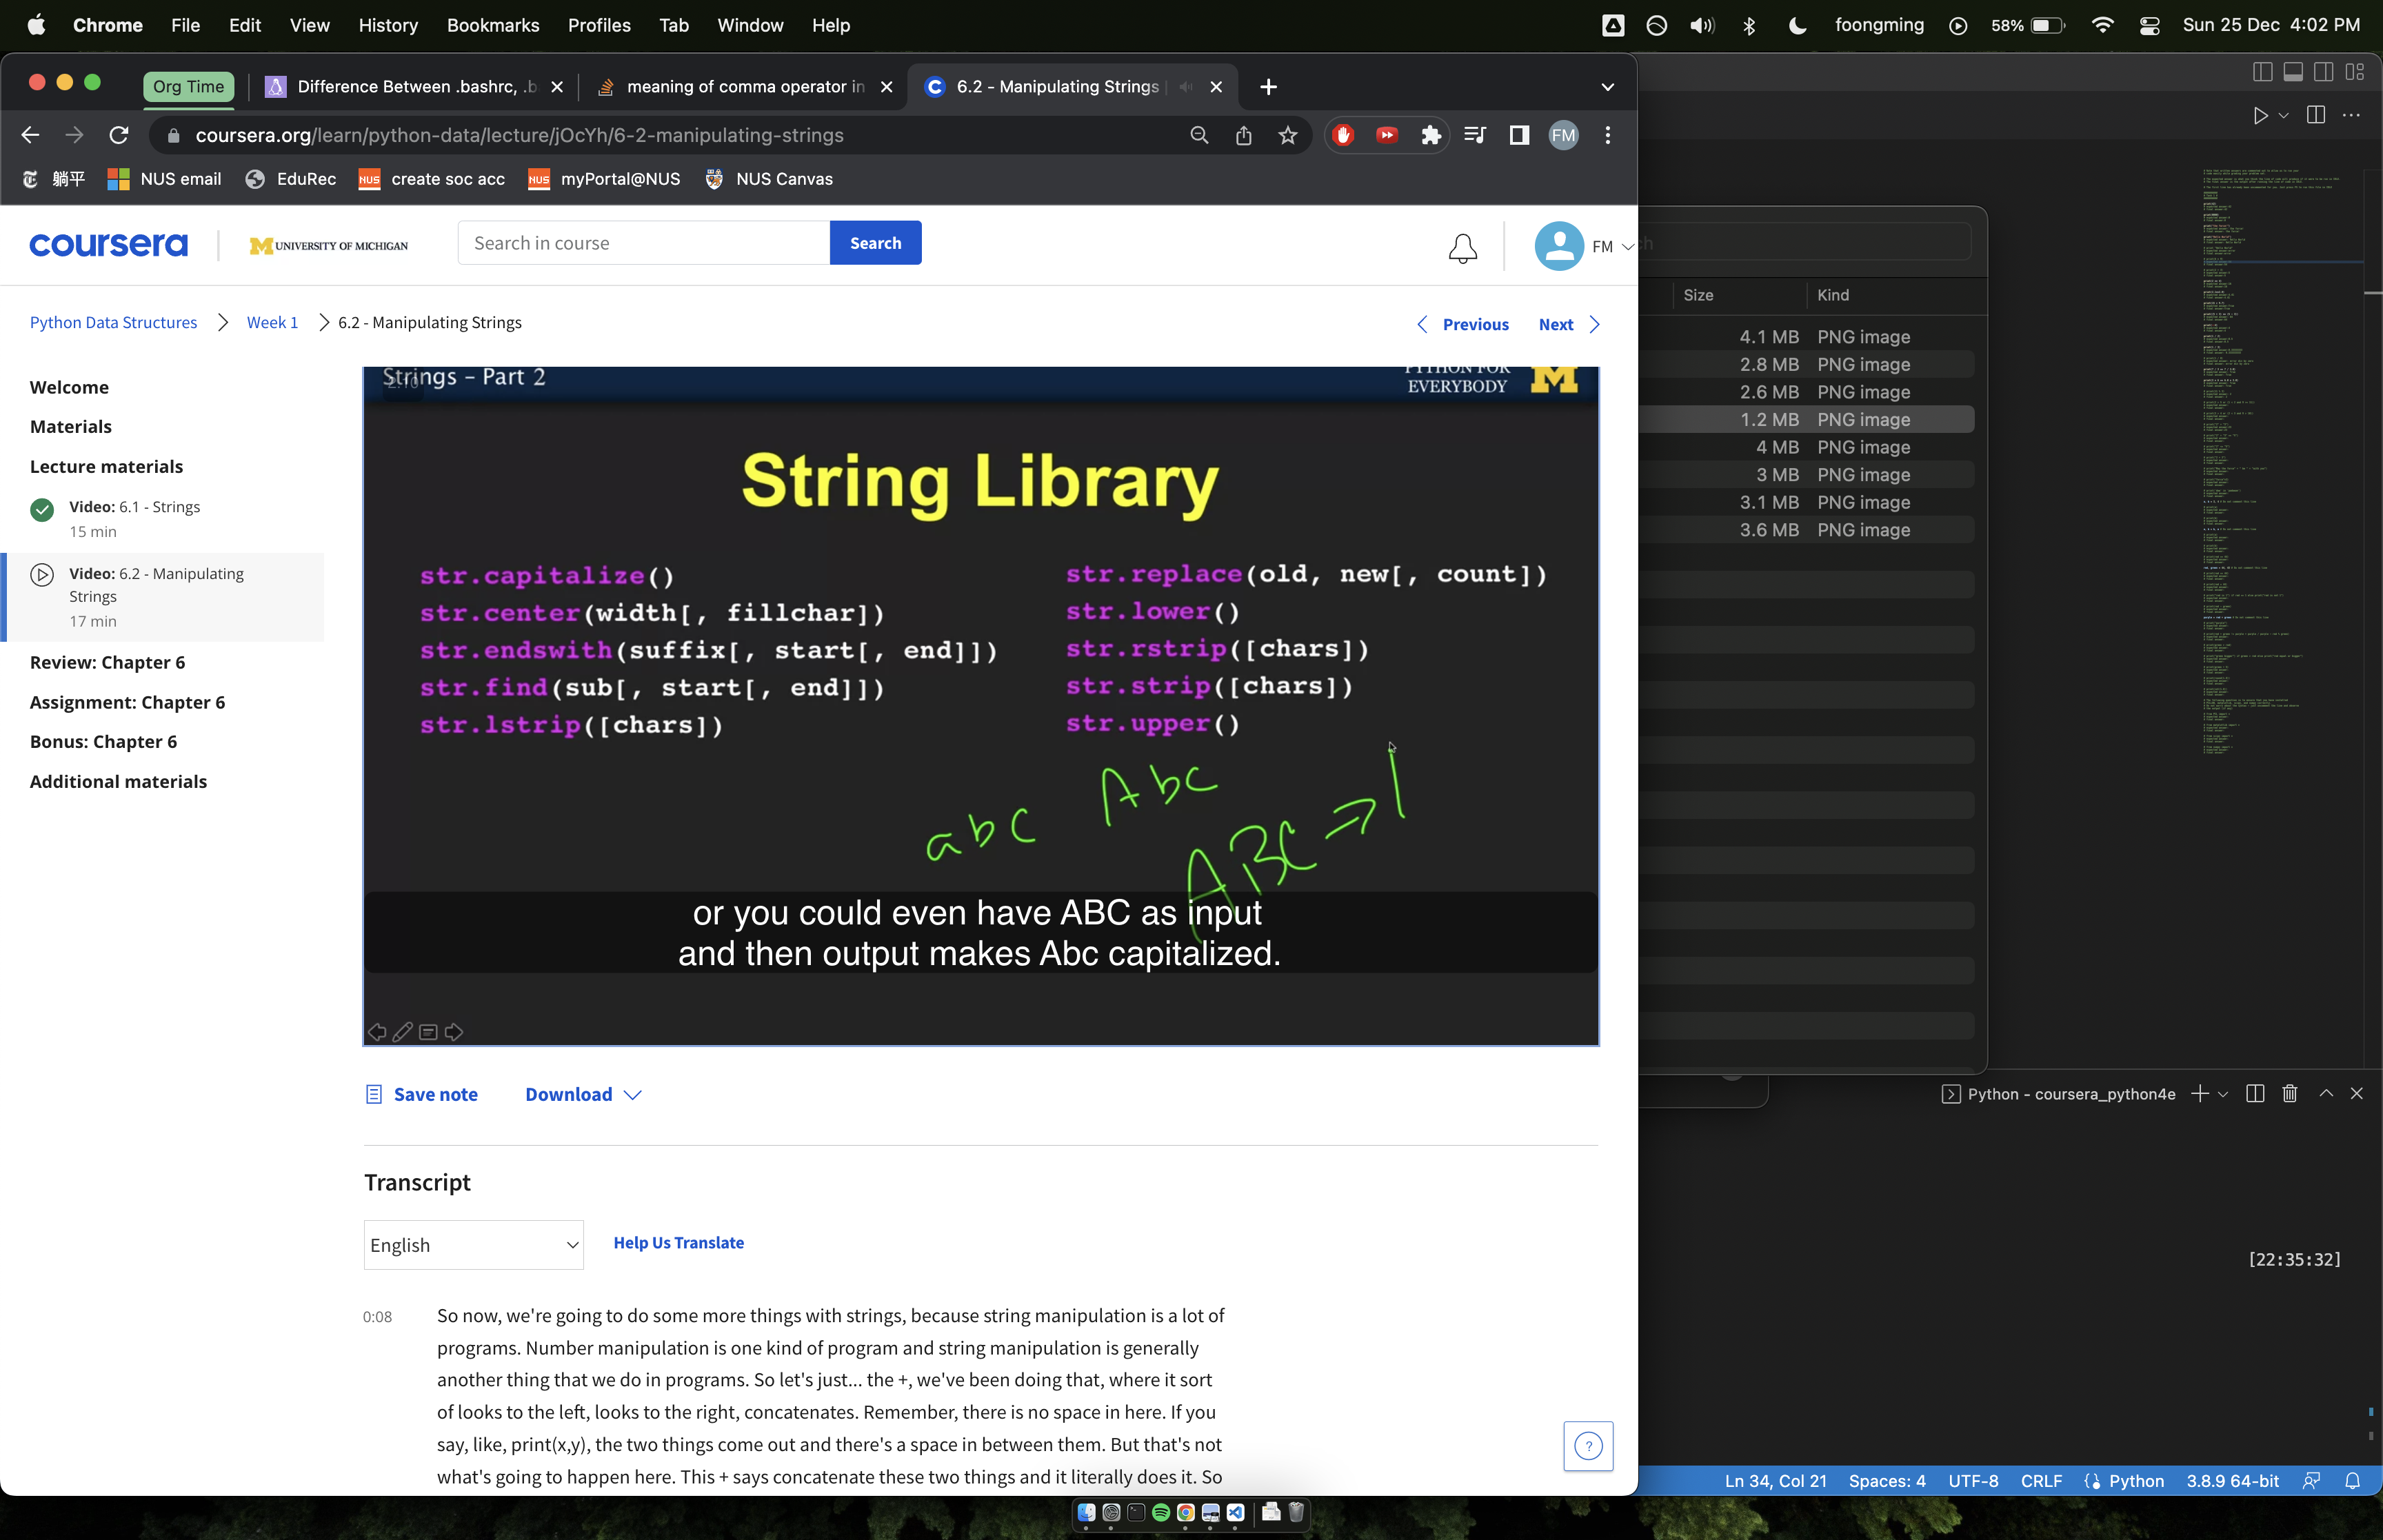 Chrome File Edit View History Bookmarks Profiles Tab Window Help
foongming 58% Sun 25 Dec 4:02 PM
Org Time Difference Between .bashrc, .b meaning of comma operator in 6.2 - Manipulating Strings
coursera.org/learn/python-data/lecture/jOcYh/6-2-manipulating-strings FM
躺平 NUS email EduRec NUS create soc acc NUS myPortal@NUS NUS Canvas
coursera
UNIVERSITY OF MICHIGAN
Search in course
Search
FM
Python Data Structures
Week 1
6.2 - Manipulating Strings
Previous
Next
Welcome
Materials
Lecture materials
Video: 6.1 - Strings
15 min
Video: 6.2 - Manipulating
Strings
17 min
Review: Chapter 6
Assignment: Chapter 6
Bonus: Chapter 6
Additional materials
Strings – Part 2
PYTHON FOR
EVERYBODY
String Library
str.capitalize()
str.center(width[, fillchar])
str.endswith(suffix[, start[, end]])
str.find(sub[, start[, end]])
str.lstrip([chars])
str.replace(old, new[, count])
str.lower()
str.rstrip([chars])
str.strip([chars])
str.upper()
abc
Abc
ABC ⇒
or you could even have ABC as input
and then output makes Abc capitalized.
Save note
Download
Transcript
English
Help Us Translate
0:08
So now, we're going to do some more things with strings, because string manipulation is a lot of
programs. Number manipulation is one kind of program and string manipulation is generally
another thing that we do in programs. So let's just... the +, we've been doing that, where it sort
of looks to the left, looks to the right, concatenates. Remember, there is no space in here. If you
say, like, print(x,y), the two things come out and there's a space in between them. But that's not
what's going to happen here. This + says concatenate these two things and it literally does it. So
Size Kind
4.1 MB PNG image
2.8 MB PNG image
2.6 MB PNG image
1.2 MB PNG image
4 MB PNG image
3 MB PNG image
3.1 MB PNG image
3.6 MB PNG image
Python - coursera_python4e
[22:35:32]
Ln 34, Col 21 Spaces: 4 UTF-8 CRLF Python 3.8.9 64-bit